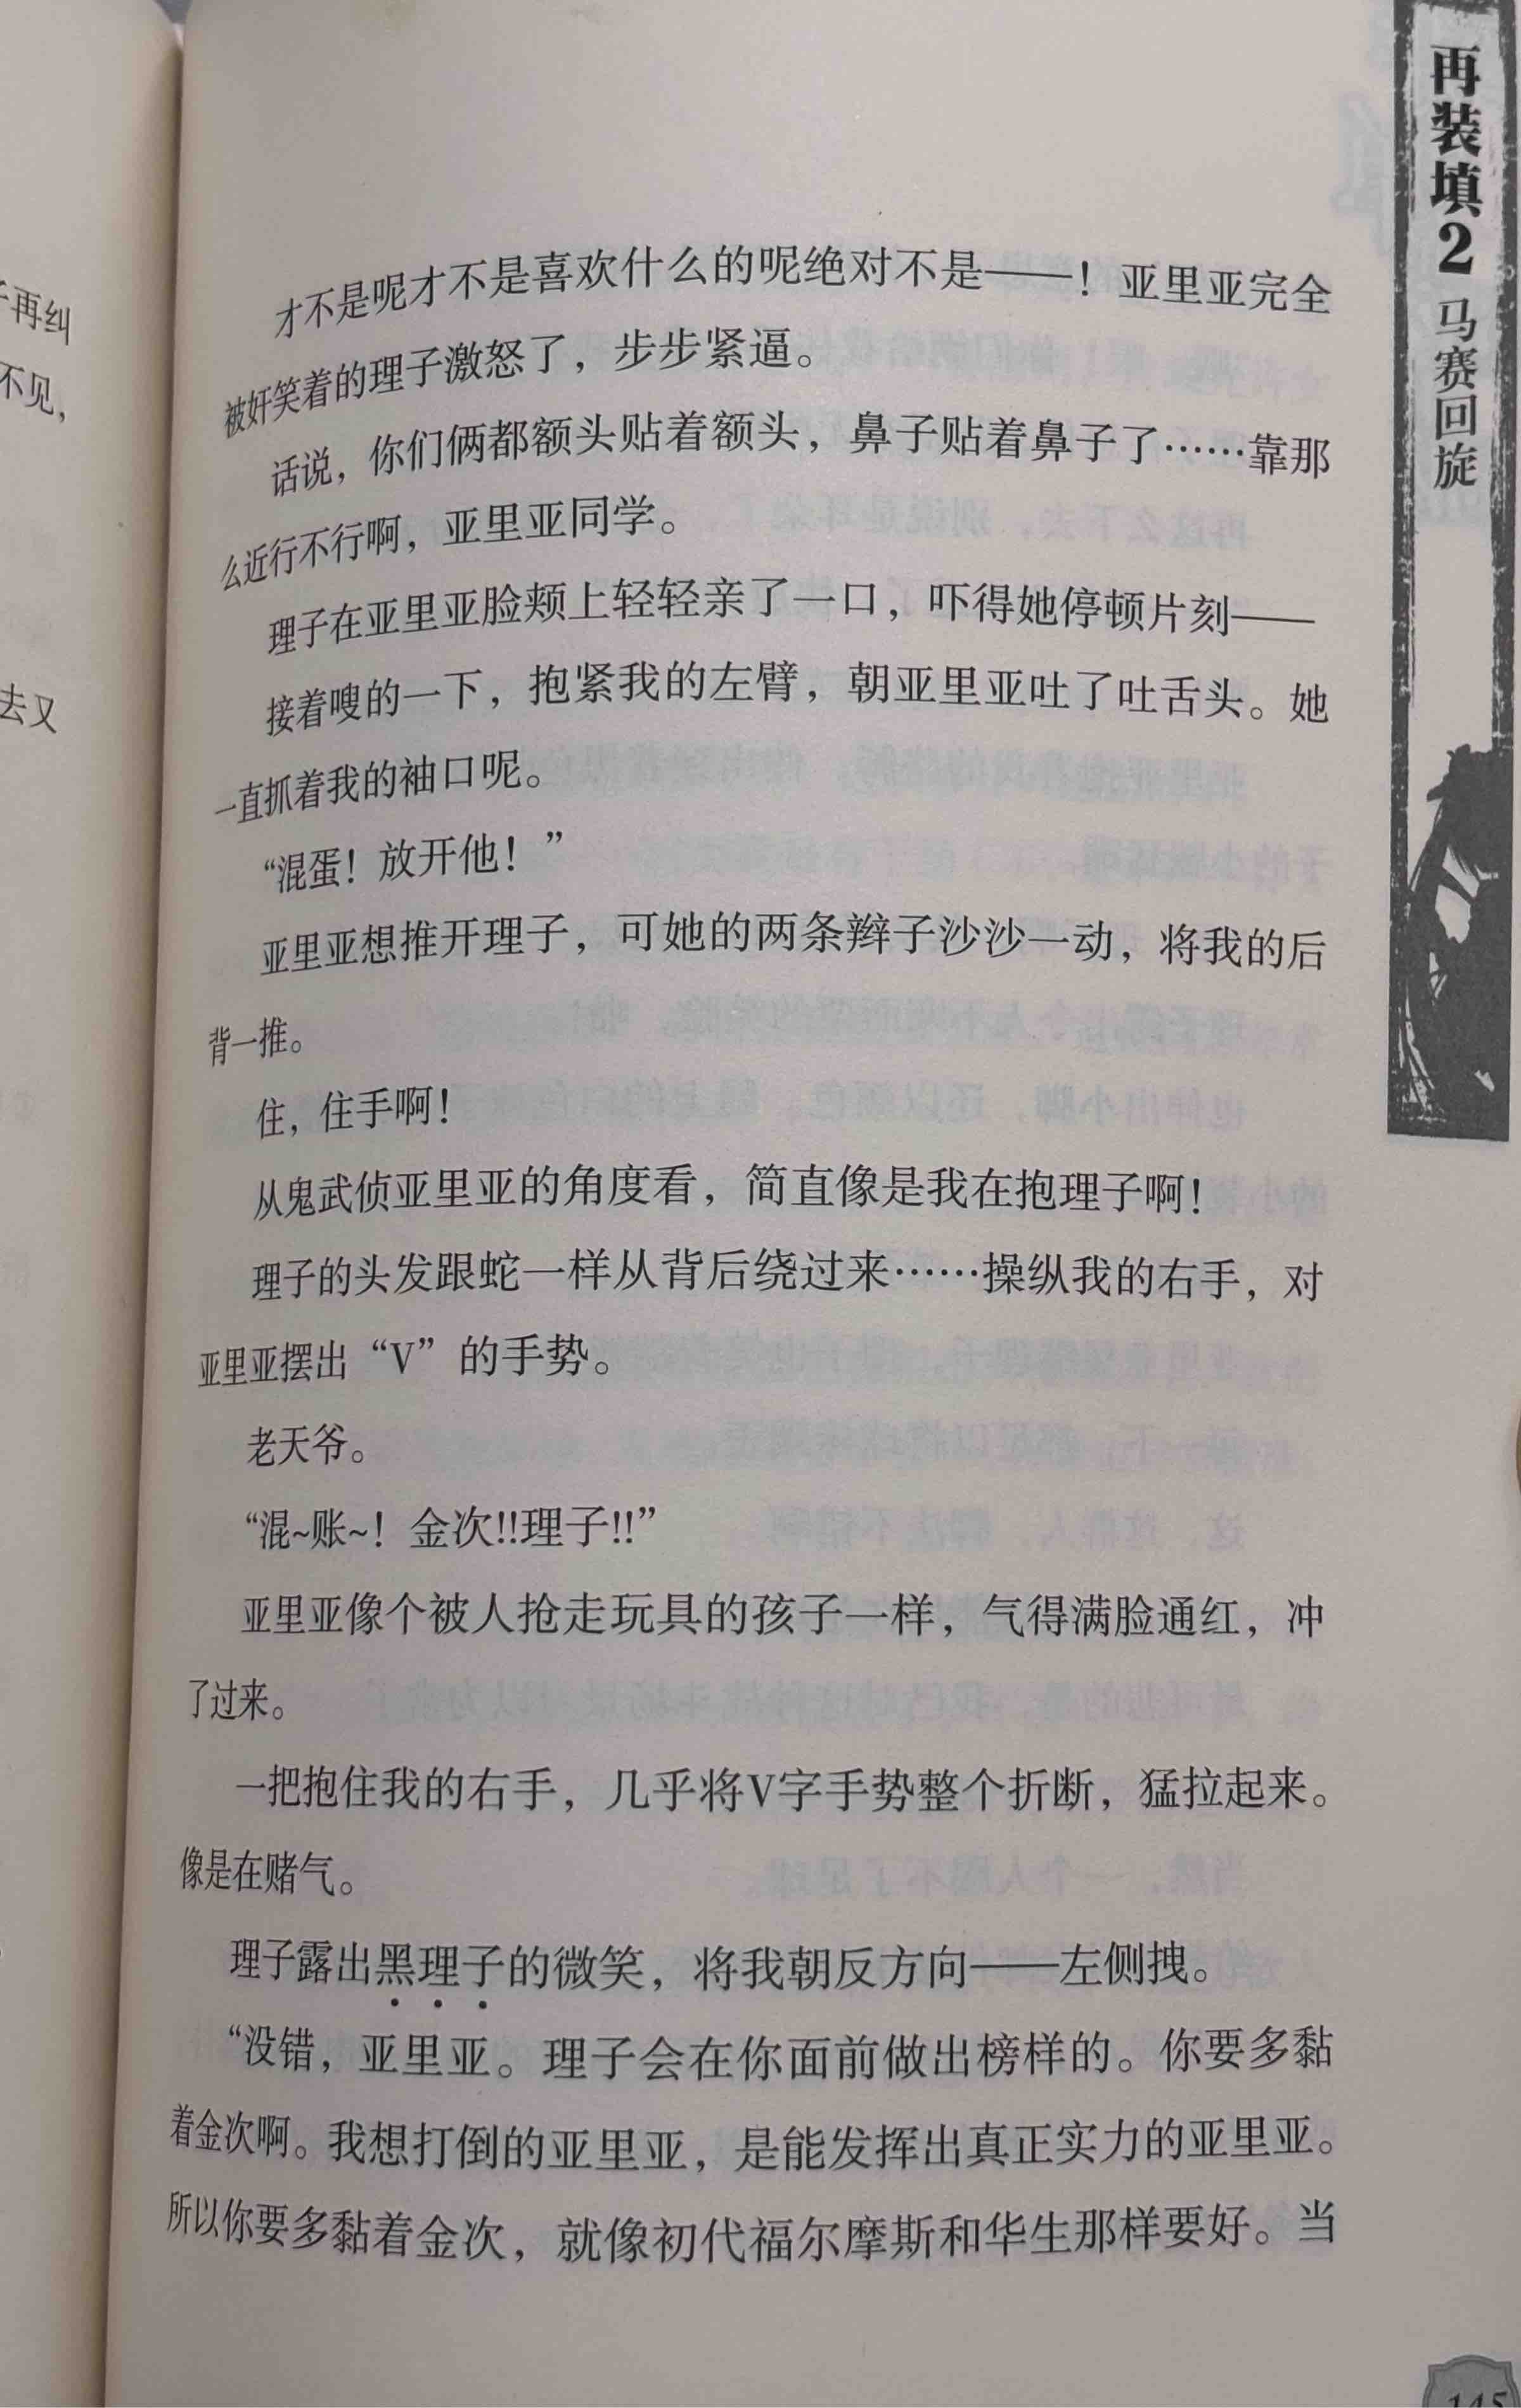 子再纠
不见，
去又
再装填2 马赛回旋
才不是呢才不是喜欢什么的呢绝对不是——！亚里亚完全
被奸笑着的理子激怒了，步步紧逼。
话说，你们俩都额头贴着额头，鼻子贴着鼻子了……靠那
么近行不行啊，亚里亚同学。
理子在亚里亚脸颊上轻轻亲了一口，吓得她停顿片刻——
接着嗖的一下，抱紧我的左臂，朝亚里亚吐了吐舌头。她
一直抓着我的袖口呢。
“混蛋！放开他！”
亚里亚想推开理子，可她的两条辫子沙沙一动，将我的后
背一推。
住，住手啊！
从鬼武侦亚里亚的角度看，简直像是我在抱理子啊！
理子的头发跟蛇一样从背后绕过来……操纵我的右手，对
亚里亚摆出“V”的手势。
老天爷。
“混~账~！金次!!理子!!”
亚里亚像个被人抢走玩具的孩子一样，气得满脸通红，冲
了过来。
一把抱住我的右手，几乎将V字手势整个折断，猛拉起来。
像是在赌气。
理子露出黑理子的微笑，将我朝反方向——左侧拽。
“没错，亚里亚。理子会在你面前做出榜样的。你要多黏
着金次啊。我想打倒的亚里亚，是能发挥出真正实力的亚里亚。
所以你要多黏着金次，就像初代福尔摩斯和华生那样要好。当
145